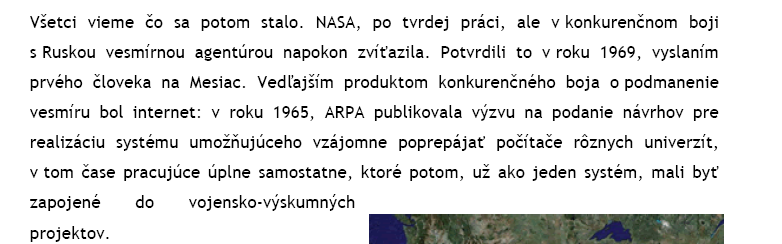 Všetci vieme čo sa potom stalo. NASA, po tvrdej práci, ale v konkurenčnom boji
s Ruskou vesmírnou agentúrou napokon zvíťazila. Potvrdili to v roku 1969, vyslaním
prvého človeka na Mesiac. Vedľajším produktom konkurenčného boja o podmanenie
vesmíru bol internet: v roku 1965, ARPA publikovala výzvu na podanie návrhov pre
realizáciu systému umožňujúceho vzájomne poprepájať počítače rôznych univerzít,
v tom čase pracujúce úplne samostatne, ktoré potom, už ako jeden systém, mali byť
zapojené do vojensko-výskumných
projektov.